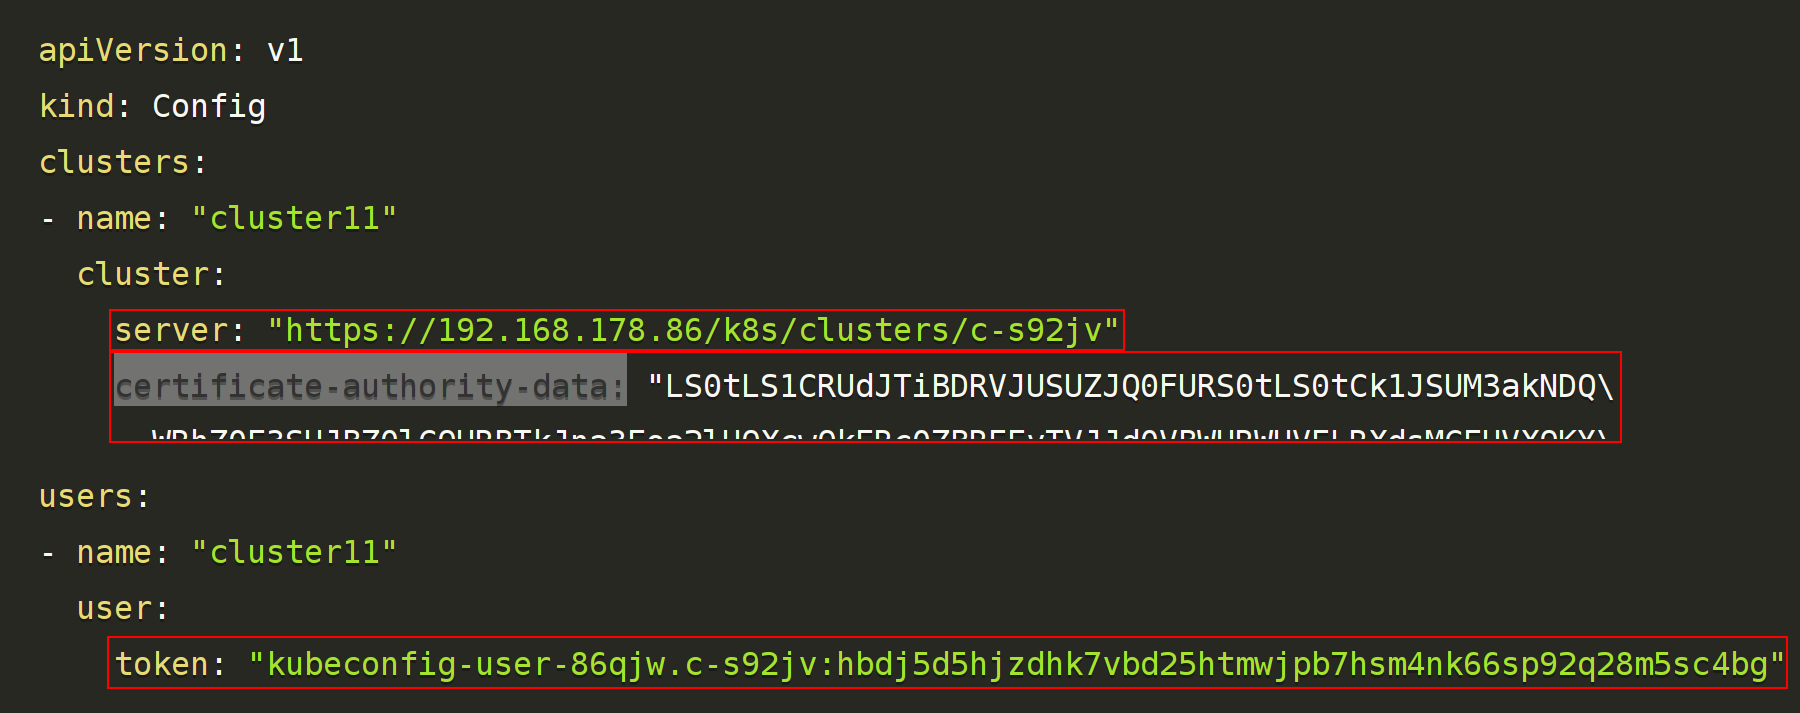 apiVersion: v1
kind: Config
clusters:
- name: "cluster11"
cluster:
server: "https://192.168.178.86/k8s/clusters/c-s92jv"
certificate-authority-data: "LS0tLS1CRUdJTiBDRVJUSUZJQ0FURS0tLS0tCk1JSUM3akNDQ\
users:
- name: "cluster11"
user:
token: "kubeconfig-user-86qjw.c-s92jv:hbdj5d5hjzdhk7vbd25htmwjpb7hsm4nk66sp92q28m5sc4bg"